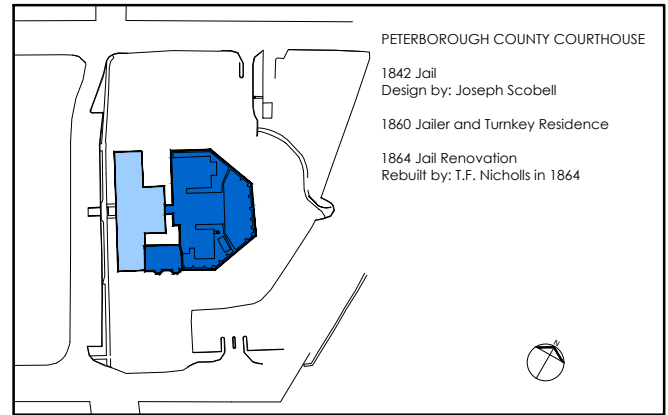 PETERBOROUGH COUNTY COURTHOUSE
1842 Jail
Design by: Joseph Scobell
1860 Jailer and Turnkey Residence
1864 Jail Renovation
Rebuilt by: T.F. Nicholls in 1864
N